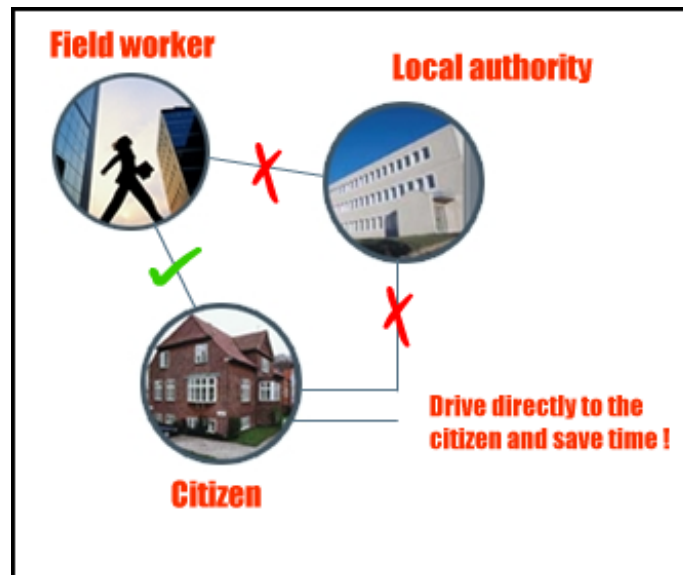 Field worker
Local authority
Drive directly to the
citizen and save time !
Citizen